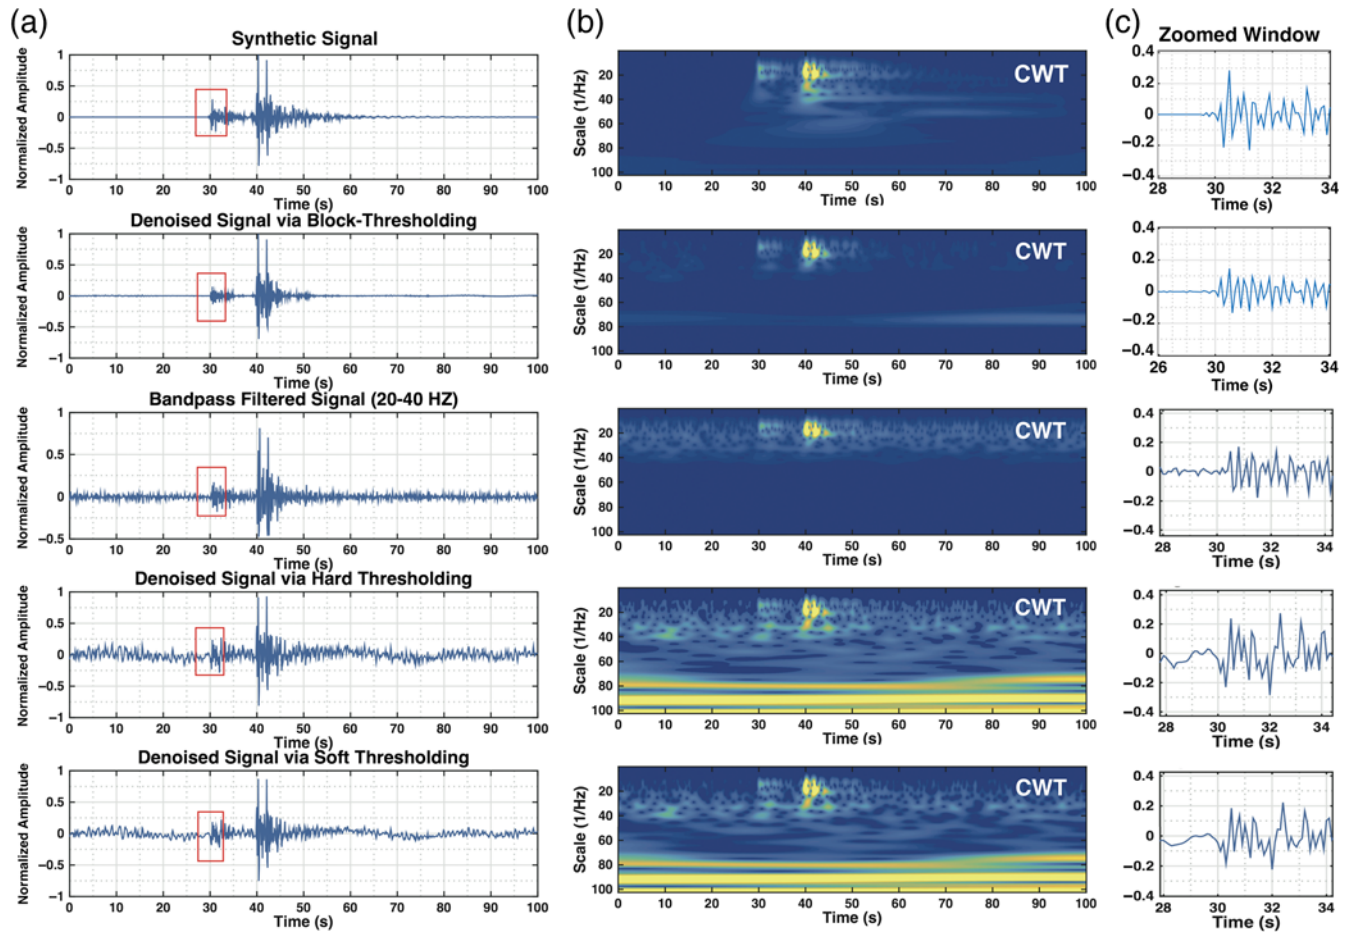 (a)
(b)
(c)
Synthetic Signal
Normalized Amplitude
1
0.5
0
−0.5
−1
0 10 20 30 40 50 60 70 80 90 100
Time (s)
CWT
Scale (1/Hz)
20
40
60
80
100
0 10 20 30 40 50 60 70 80 90 100
Time (s)
Zoomed Window
0.4
0.2
0
−0.2
−0.4
28 30 32 34
Time (s)
Denoised Signal via Block-Thresholding
Normalized Amplitude
1
0.5
0
−0.5
−1
0 10 20 30 40 50 60 70 80 90 100
Time (s)
CWT
Scale (1/Hz)
20
40
60
80
100
0 10 20 30 40 50 60 70 80 90 100
Time (s)
0.4
0.2
0
−0.2
−0.4
28 30 32 34
Time (s)
Bandpass Filtered Signal (20-40 HZ)
Normalized Amplitude
1
0.5
0
−0.5
0 10 20 30 40 50 60 70 80 90 100
Time (s)
CWT
Scale (1/Hz)
20
40
60
80
100
0 10 20 30 40 50 60 70 80 90 100
Time (s)
0.4
0.2
0
−0.2
−0.4
28 30 32 34
Time (s)
Denoised Signal via Hard Thresholding
Normalized Amplitude
1
0.5
0
−0.5
−1
0 10 20 30 40 50 60 70 80 90 100
Time (s)
CWT
Scale (1/Hz)
20
40
60
80
100
0 10 20 30 40 50 60 70 80 90 100
Time (s)
0.4
0.2
0
−0.2
−0.4
28 30 32 34
Time (s)
Denoised Signal via Soft Thresholding
Normalized Amplitude
1
0.5
0
−0.5
−1
0 10 20 30 40 50 60 70 80 90 100
Time (s)
CWT
Scale (1/Hz)
20
40
60
80
100
0 10 20 30 40 50 60 70 80 90 100
Time (s)
0.4
0.2
0
−0.2
−0.4
28 30 32 34
Time (s)